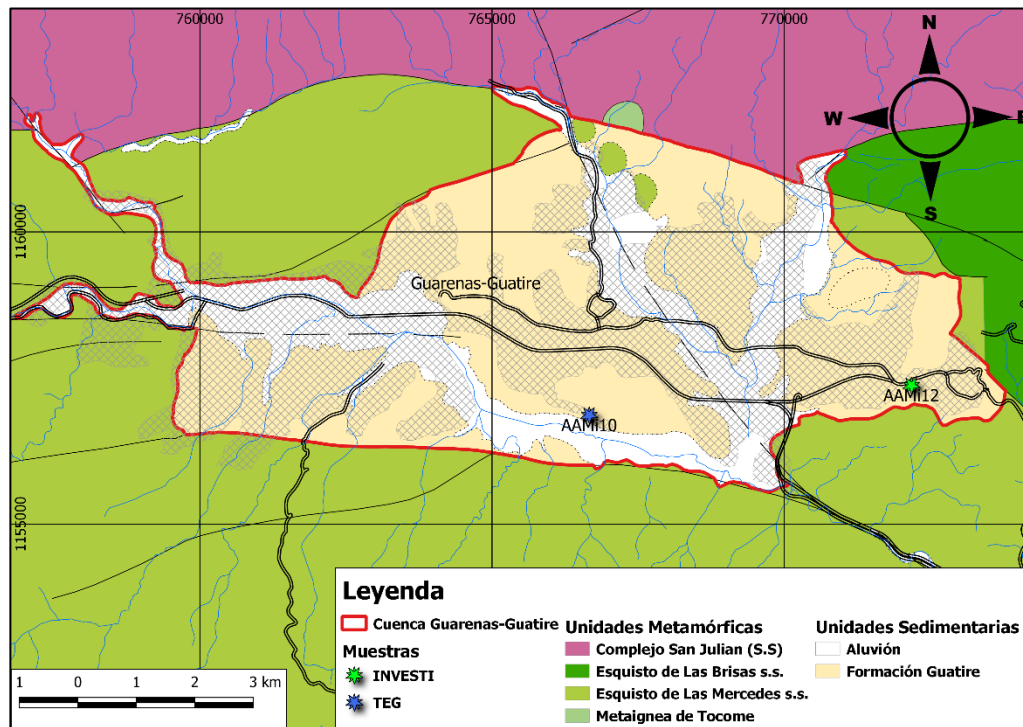 760000
765000
770000
N
W
E
S
1160000
Guarenas-Guatire
AAMi12
AAMi10
1155000
Leyenda
Cuenca Guarenas-Guatire
Muestras
INVESTI
TEG
Unidades Metamórficas
Complejo San Julian (S.S)
Esquisto de Las Brisas s.s.
Esquisto de Las Mercedes s.s.
Metaignea de Tocome
Unidades Sedimentarias
Aluvión
Formación Guatire
1 0 1 2 3 km